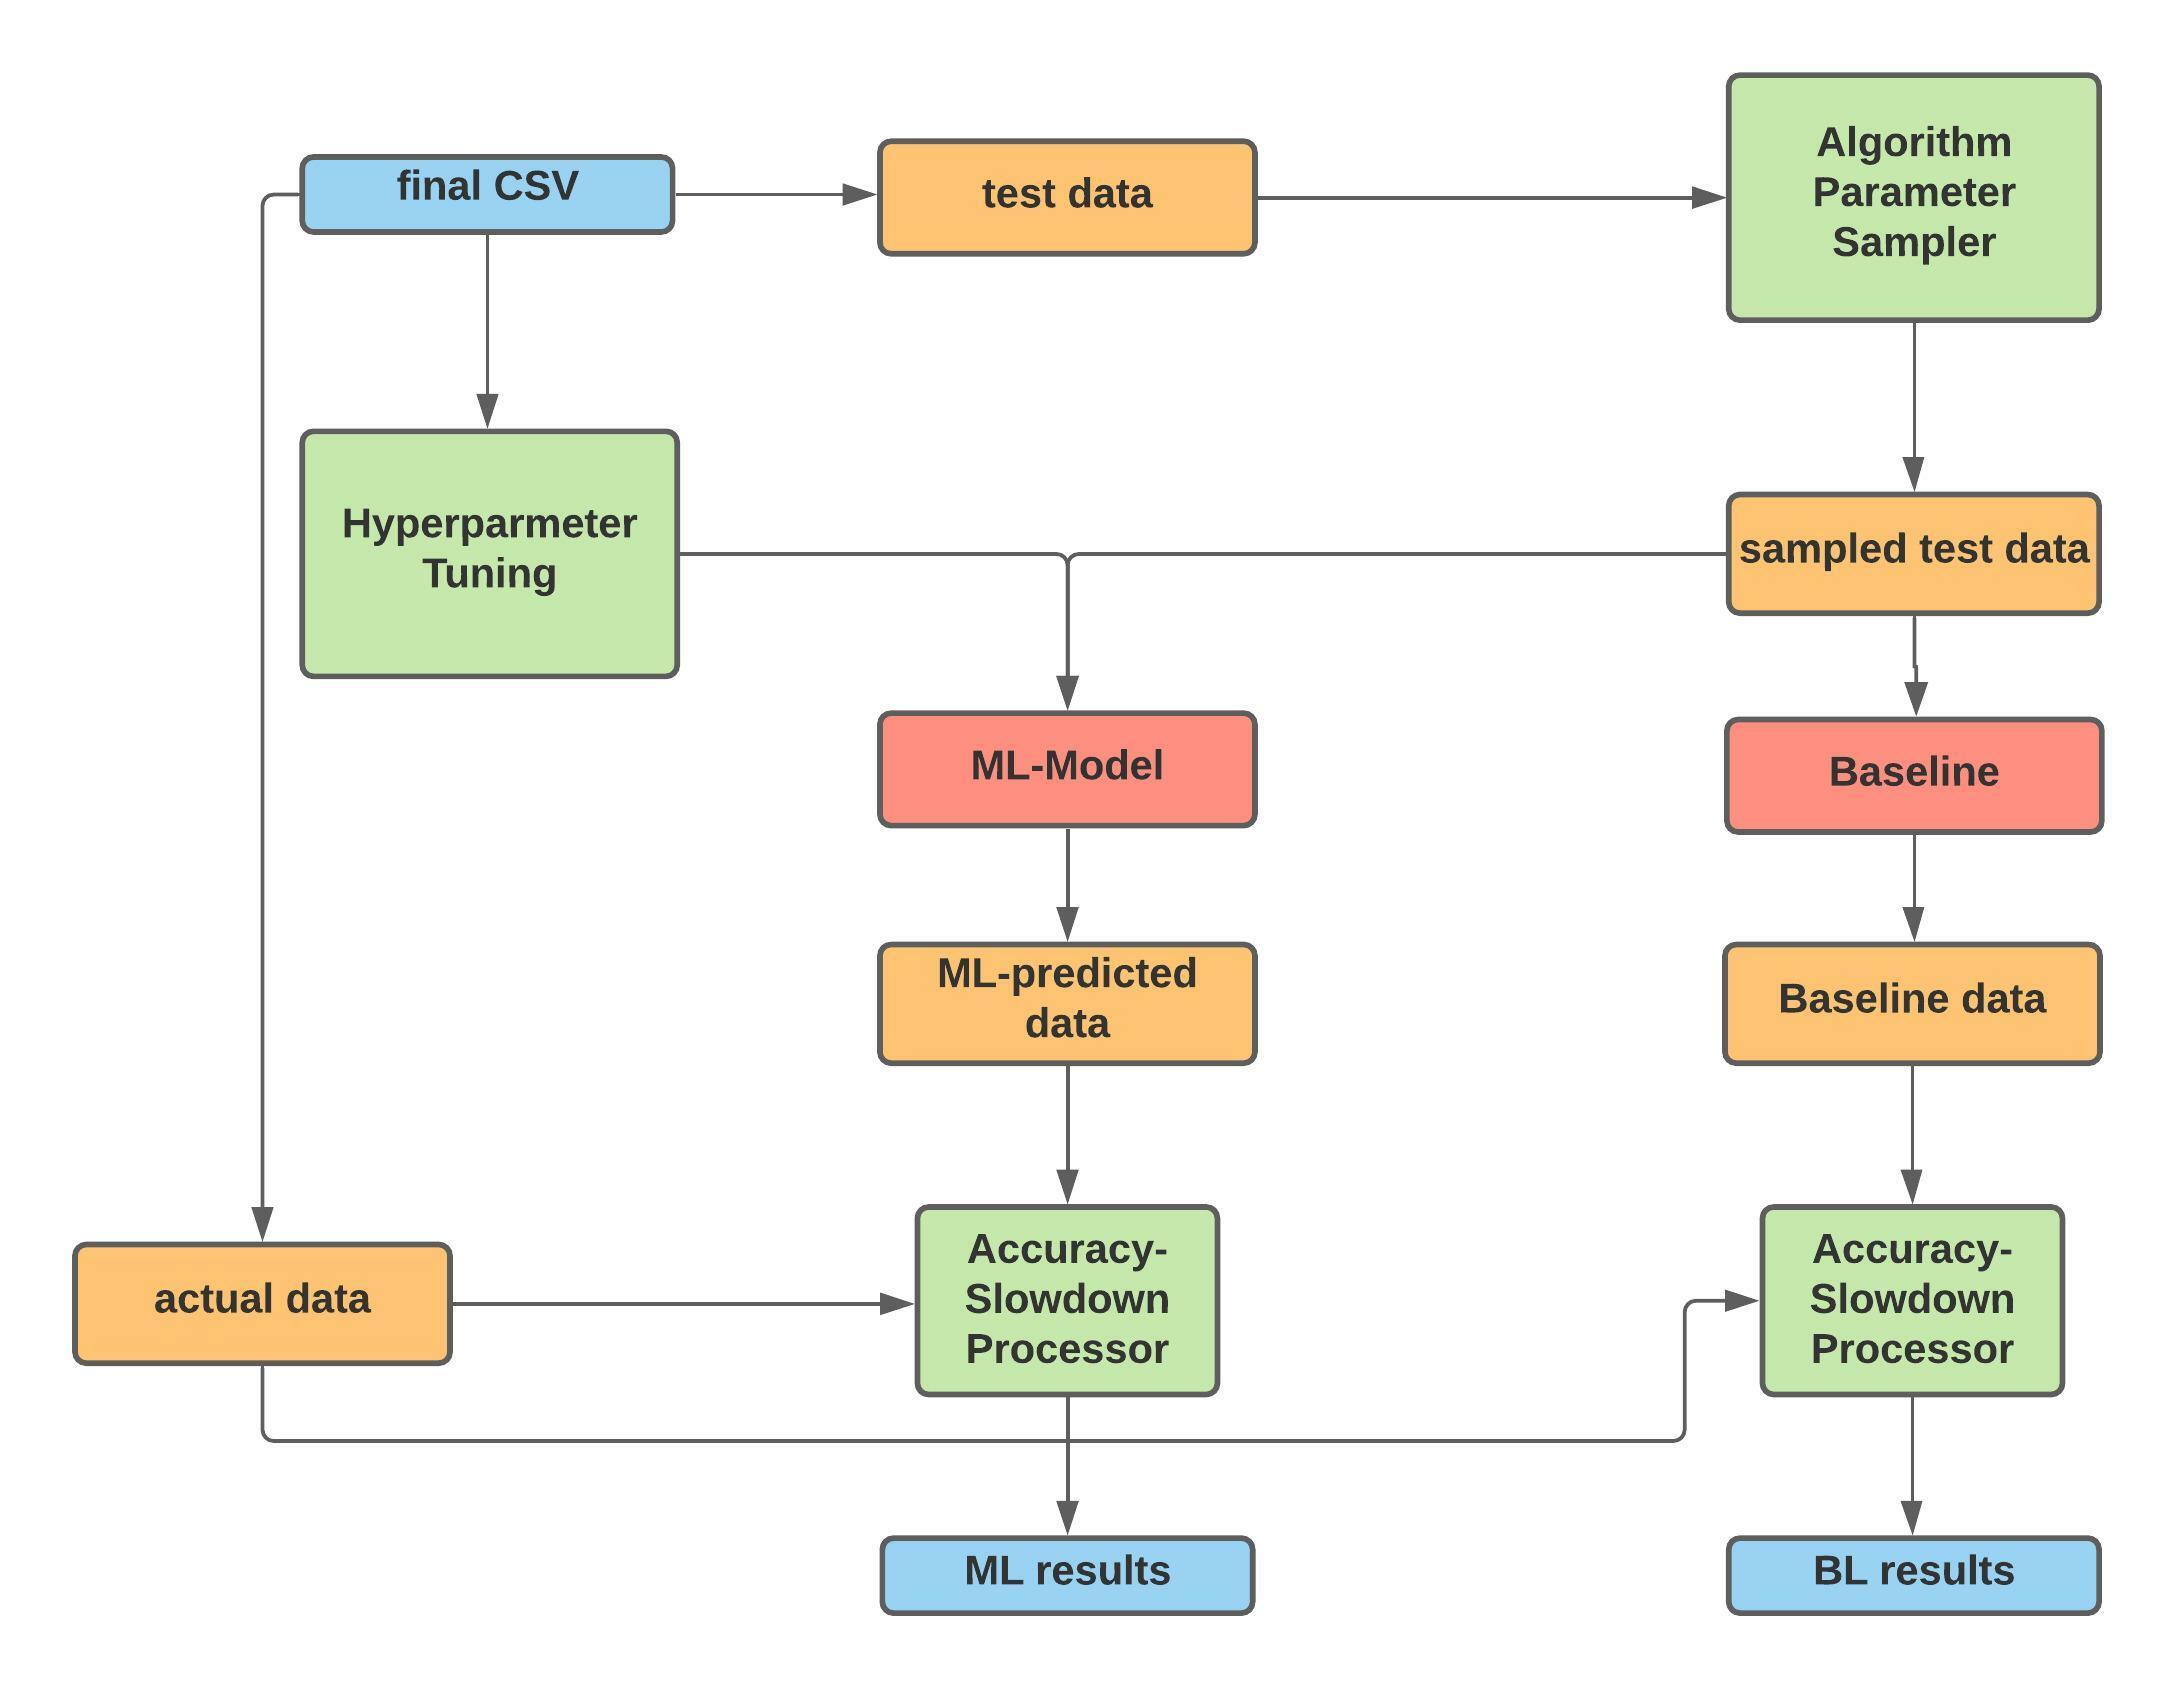 final CSV
test data
Algorithm
Parameter
Sampler
Hyperparmeter
Tuning
sampled test data
ML-Model
Baseline
ML-predicted
data
Baseline data
actual data
Accuracy-
Slowdown
Processor
Accuracy-
Slowdown
Processor
ML results
BL results